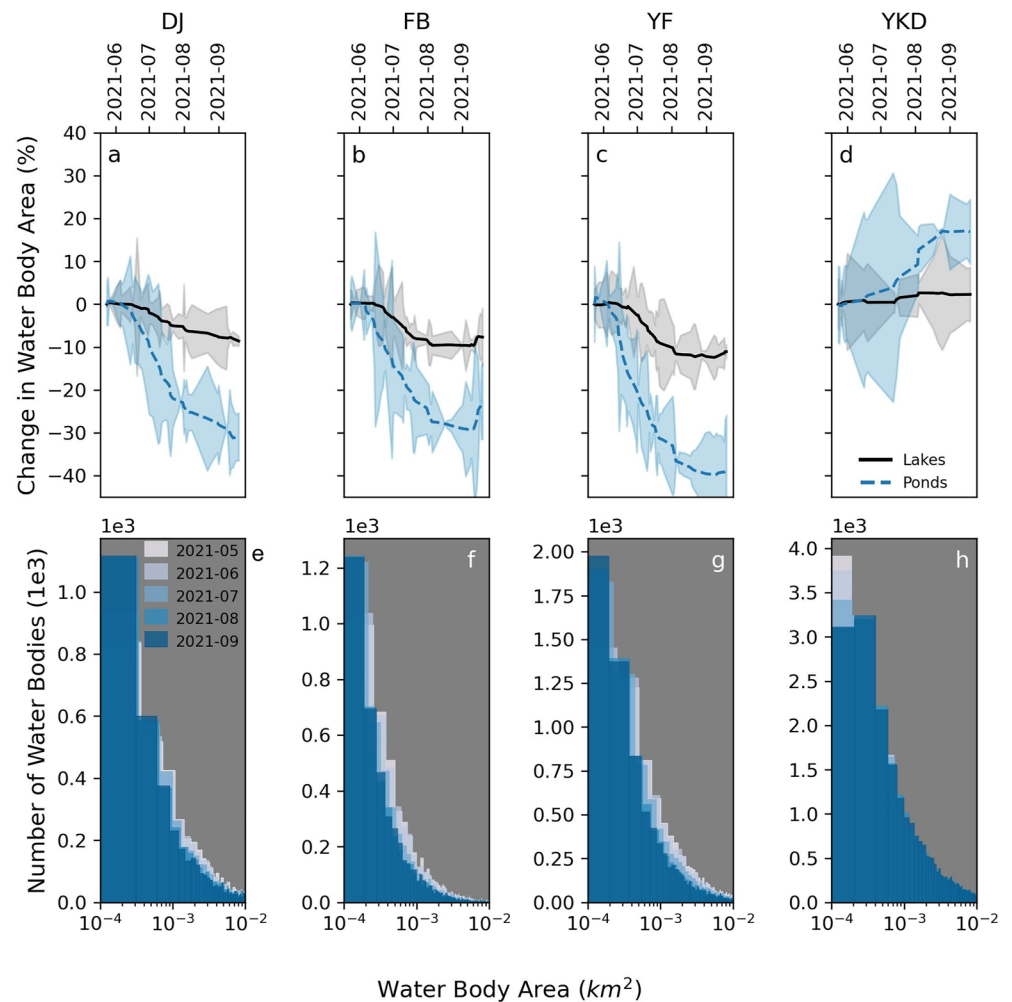 DJ FB YF YKD
2021-06 2021-07 2021-08 2021-09 2021-06 2021-07 2021-08 2021-09 2021-06 2021-07 2021-08 2021-09 2021-06 2021-07 2021-08 2021-09
Change in Water Body Area (%)
40
30
20
10
0
−10
−20
−30
−40
a
b
c
d
Lakes
Ponds
1e3 1e3 1e3 1e3
Number of Water Bodies (1e3)
1.0
0.8
0.6
0.4
0.2
0.0
2021-05
2021-06
2021-07
2021-08
2021-09
e
1.2
1.0
0.8
0.6
0.4
0.2
0.0
f
2.00
1.75
1.50
1.25
1.00
0.75
0.50
0.25
0.00
g
4.0
3.5
3.0
2.5
2.0
1.5
1.0
0.5
0.0
h
10⁻⁴ 10⁻³ 10⁻² 10⁻⁴ 10⁻³ 10⁻² 10⁻⁴ 10⁻³ 10⁻² 10⁻⁴ 10⁻³ 10⁻²
Water Body Area (km²)